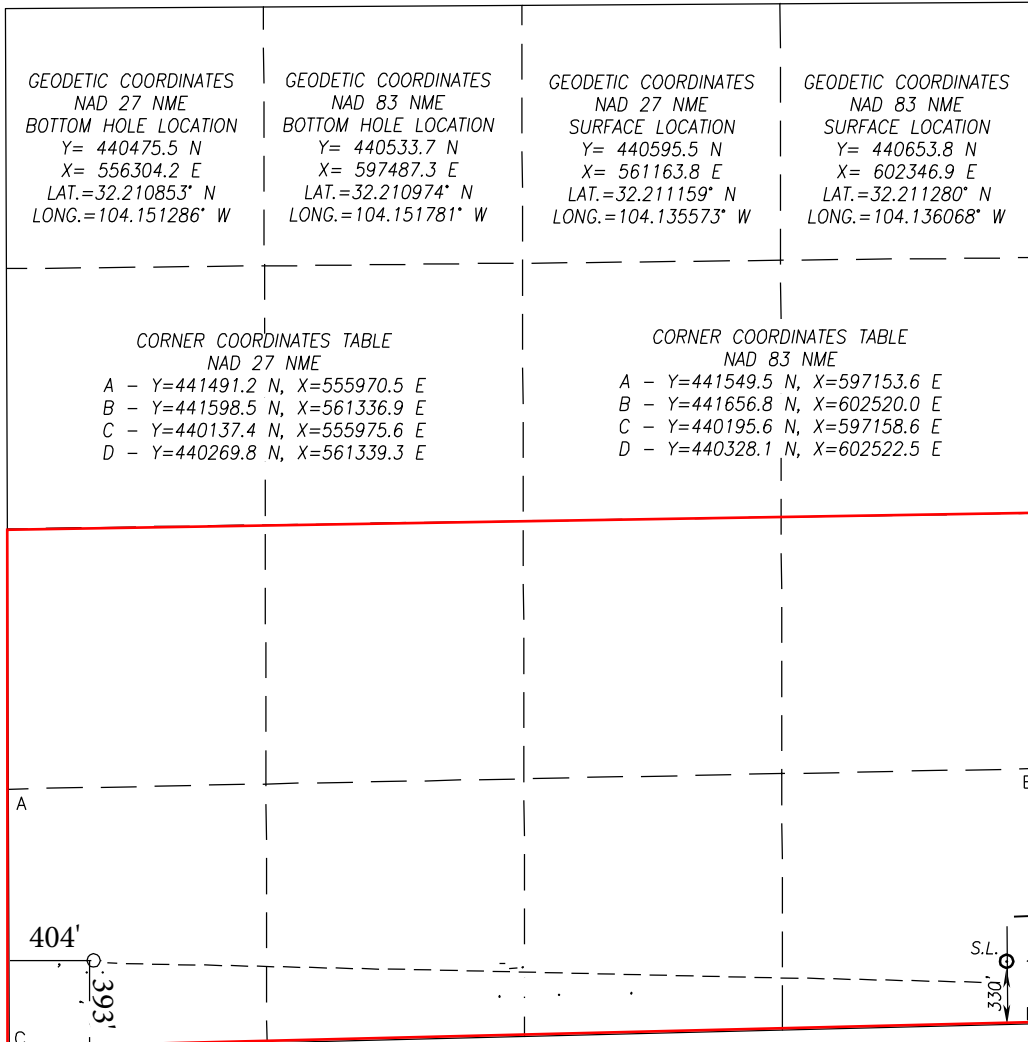 GEODETIC COORDINATES
NAD 27 NME
BOTTOM HOLE LOCATION
Y= 440475.5 N
X= 556304.2 E
LAT.=32.210853° N
LONG.=104.151286° W
GEODETIC COORDINATES
NAD 83 NME
BOTTOM HOLE LOCATION
Y= 440533.7 N
X= 597487.3 E
LAT.=32.210974° N
LONG.=104.151781° W
GEODETIC COORDINATES
NAD 27 NME
SURFACE LOCATION
Y= 440595.5 N
X= 561163.8 E
LAT.=32.211159° N
LONG.=104.135573° W
GEODETIC COORDINATES
NAD 83 NME
SURFACE LOCATION
Y= 440653.8 N
X= 602346.9 E
LAT.=32.211280° N
LONG.=104.136068° W
CORNER COORDINATES TABLE
NAD 27 NME
A – Y=441491.2 N, X=555970.5 E
B – Y=441598.5 N, X=561336.9 E
C – Y=440137.4 N, X=555975.6 E
D – Y=440269.8 N, X=561339.3 E
CORNER COORDINATES TABLE
NAD 83 NME
A – Y=441549.5 N, X=597153.6 E
B – Y=441656.8 N, X=602520.0 E
C – Y=440195.6 N, X=597158.6 E
D – Y=440328.1 N, X=602522.5 E
A
404'
393'
S.L.
330'
C